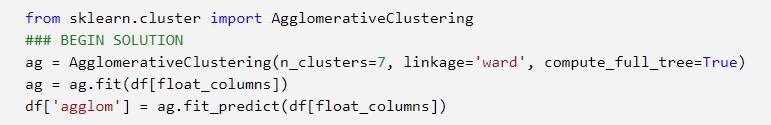 from sklearn.cluster import AgglomerativeClustering
### BEGIN SOLUTION
ag = AgglomerativeClustering(n_clusters=7, linkage='ward', compute_full_tree=True)
ag = ag.fit(df[float_columns])
df['agglom'] = ag.fit_predict(df[float_columns])